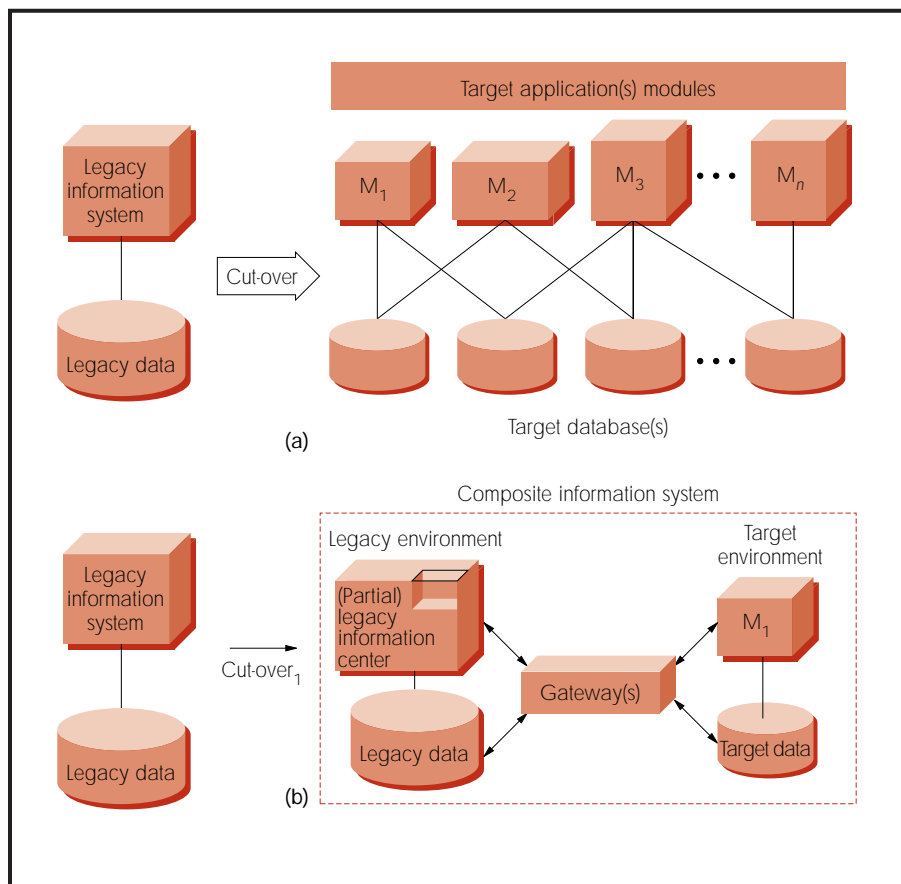 Target application(s) modules
Legacy
information
system
M1
M2
M3
• • •
Mn
Cut-over
Legacy data
• • •
(a)
Target database(s)
Composite information system
Legacy
information
system
Legacy environment
Target
environment
(Partial)
legacy
information
center
M1
Cut-over1
Gateway(s)
Legacy data
Legacy data
Target data
(b)